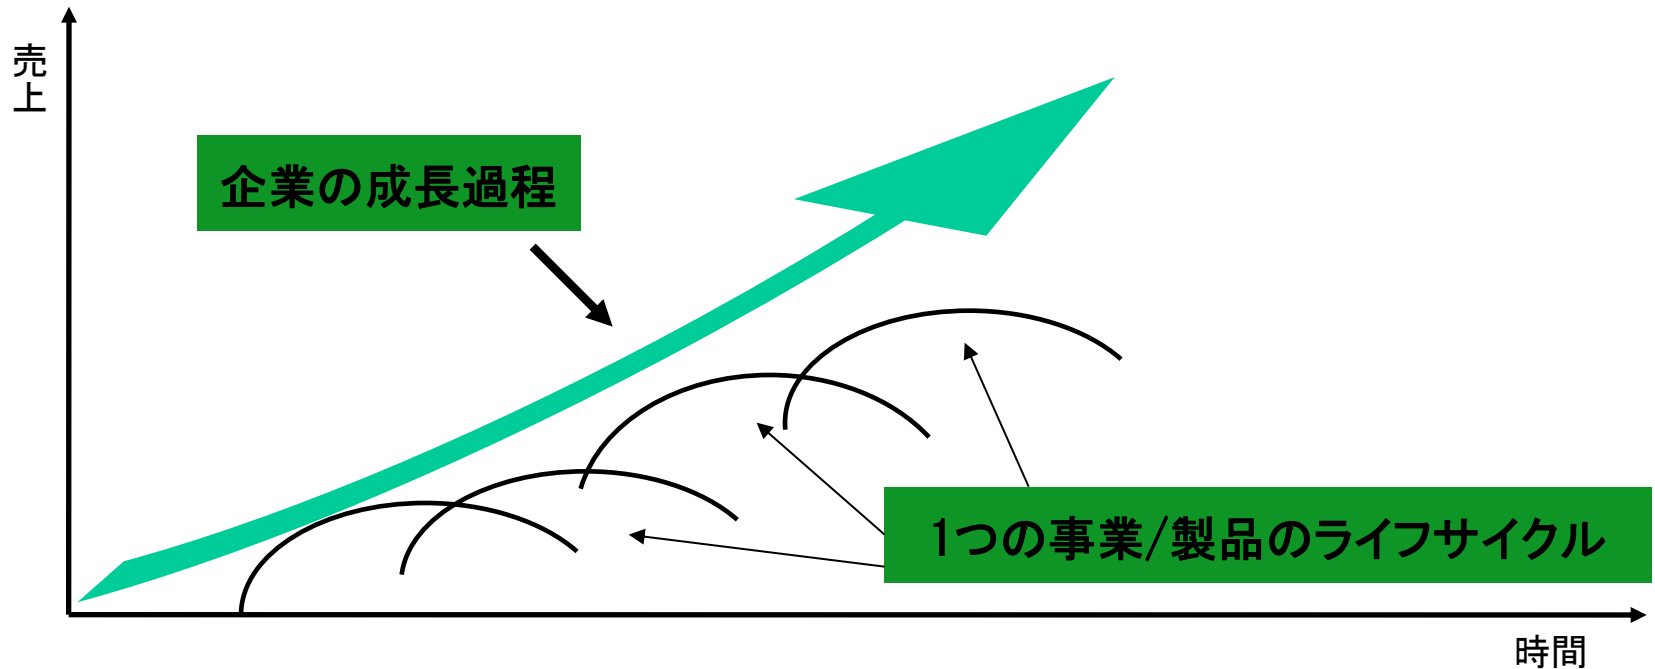 売上
企業の成長過程
1つの事業/製品のライフサイクル
時間